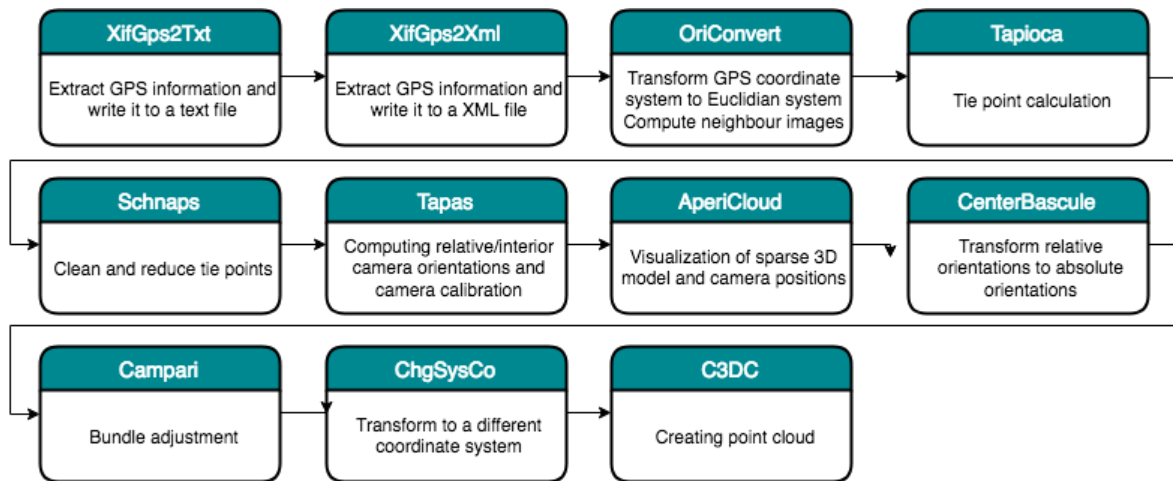 XifGps2Txt
Extract GPS information and
write it to a text file
XifGps2Xml
Extract GPS information and
write it to a XML file
OriConvert
Transform GPS coordinate
system to Euclidian system
Compute neighbour images
Tapioca
Tie point calculation
Schnaps
Clean and reduce tie points
Tapas
Computing relative/interior
camera orientations and
camera calibration
AperiCloud
Visualization of sparse 3D
model and camera positions
CenterBascule
Transform relative
orientations to absolute
orientations
Campari
Bundle adjustment
ChgSysCo
Transform to a different
coordinate system
C3DC
Creating point cloud